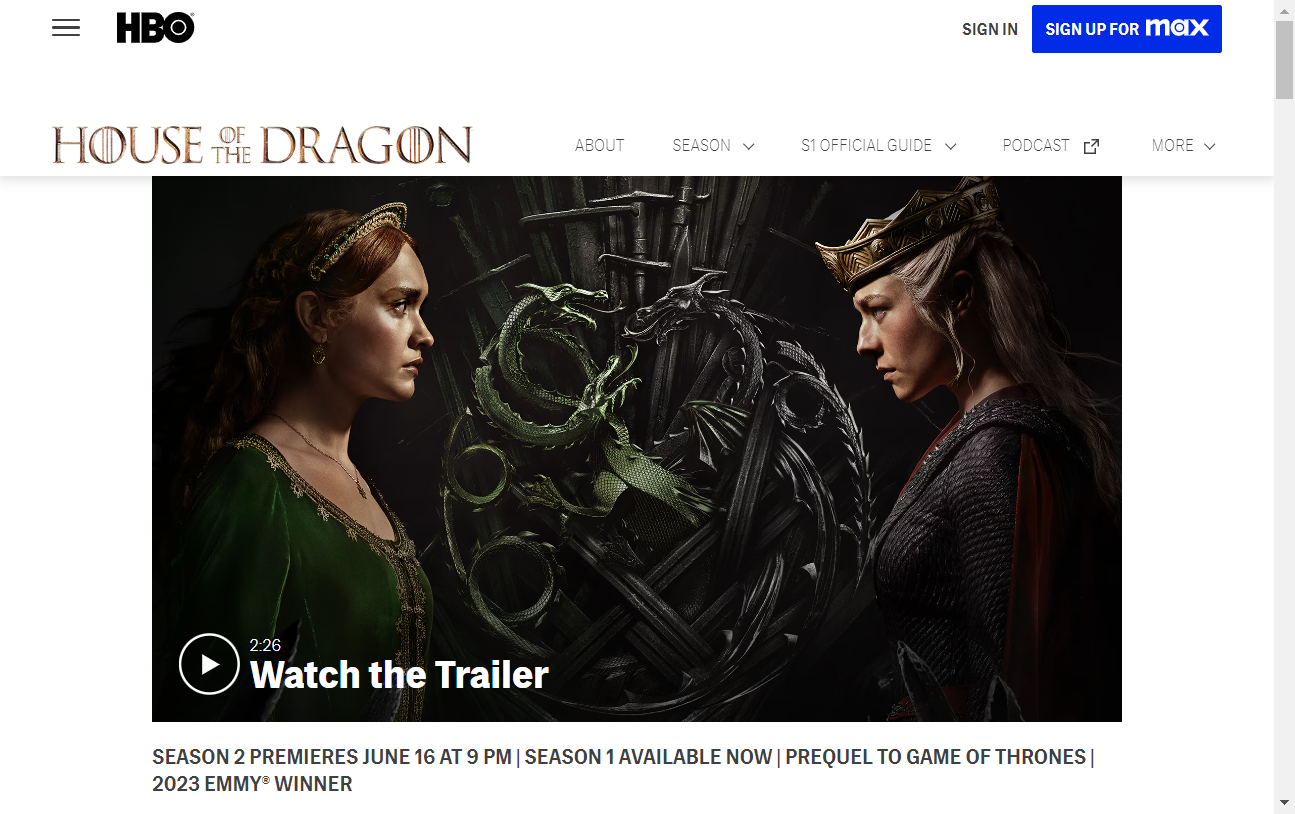 HBO
SIGN IN
SIGN UP FOR max
HOUSE OF THE DRAGON
ABOUT
SEASON
S1 OFFICIAL GUIDE
PODCAST
MORE
2:26
Watch the Trailer
SEASON 2 PREMIERES JUNE 16 AT 9 PM | SEASON 1 AVAILABLE NOW | PREQUEL TO GAME OF THRONES |
2023 EMMY® WINNER